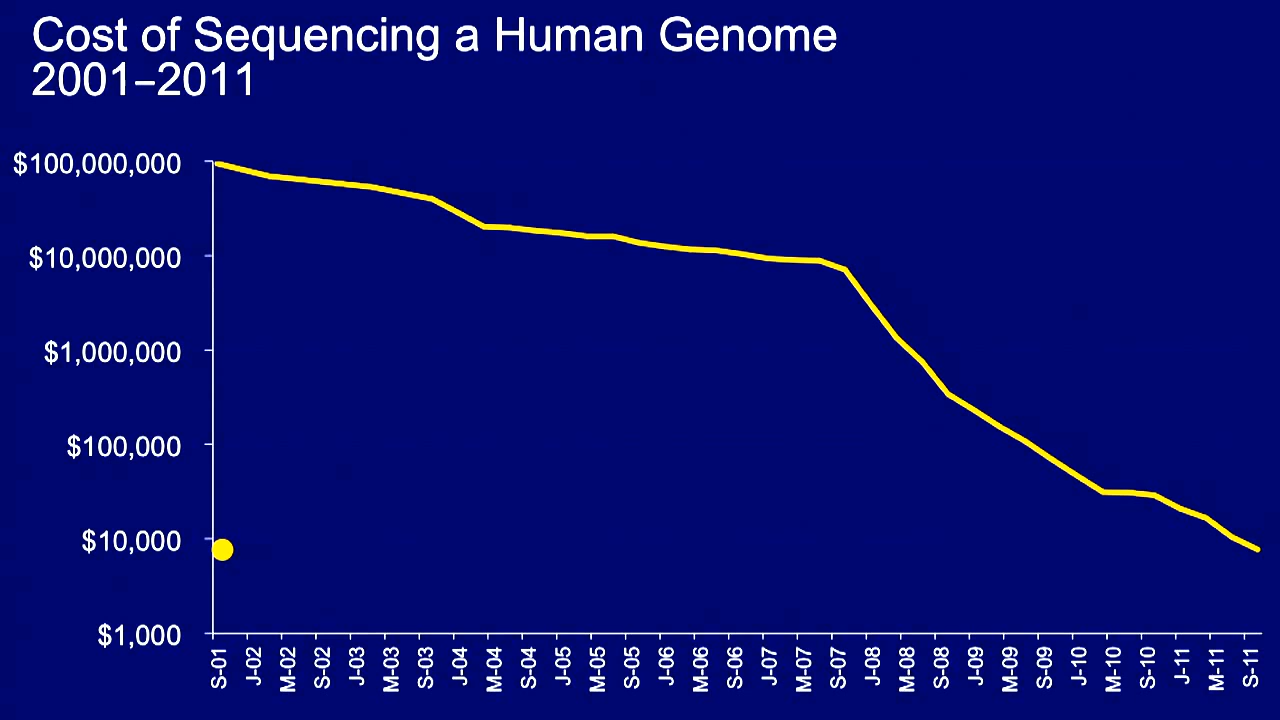 Cost of Sequencing a Human Genome
2001–2011
$100,000,000
$10,000,000
$1,000,000
$100,000
$10,000
$1,000
S-01
J-02
M-02
S-02
J-03
M-03
S-03
J-04
M-04
S-04
J-05
M-05
S-05
J-06
M-06
S-06
J-07
M-07
S-07
J-08
M-08
S-08
J-09
M-09
S-09
J-10
M-10
S-10
J-11
M-11
S-11